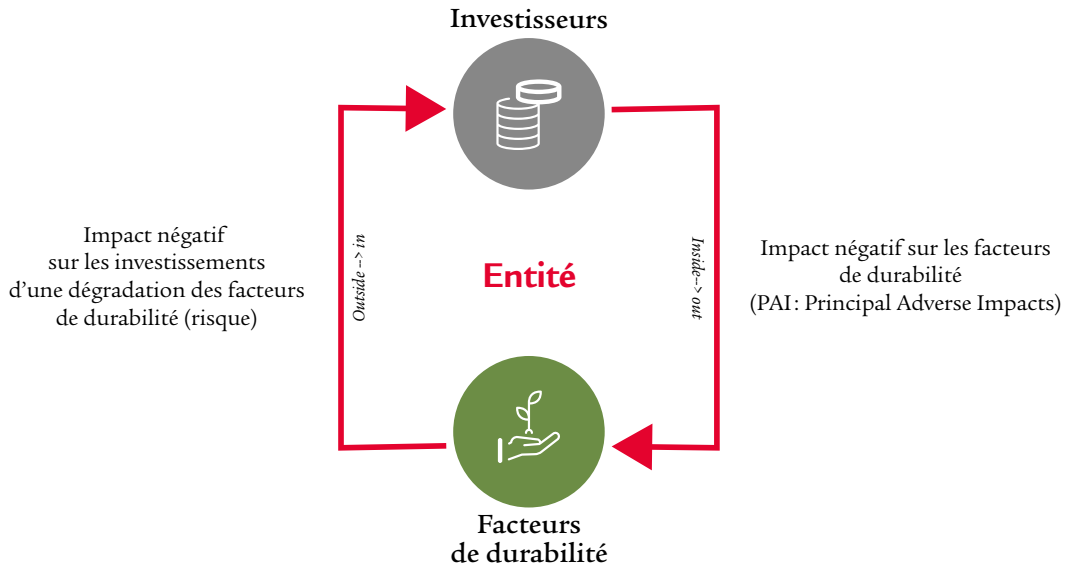 Investisseurs
Impact négatif
sur les investissements
d’une dégradation des facteurs
de durabilité (risque)
Outside --> in
Entité
Inside--> out
Impact négatif sur les facteurs
de durabilité
(PAI : Principal Adverse Impacts)
Facteurs
de durabilité